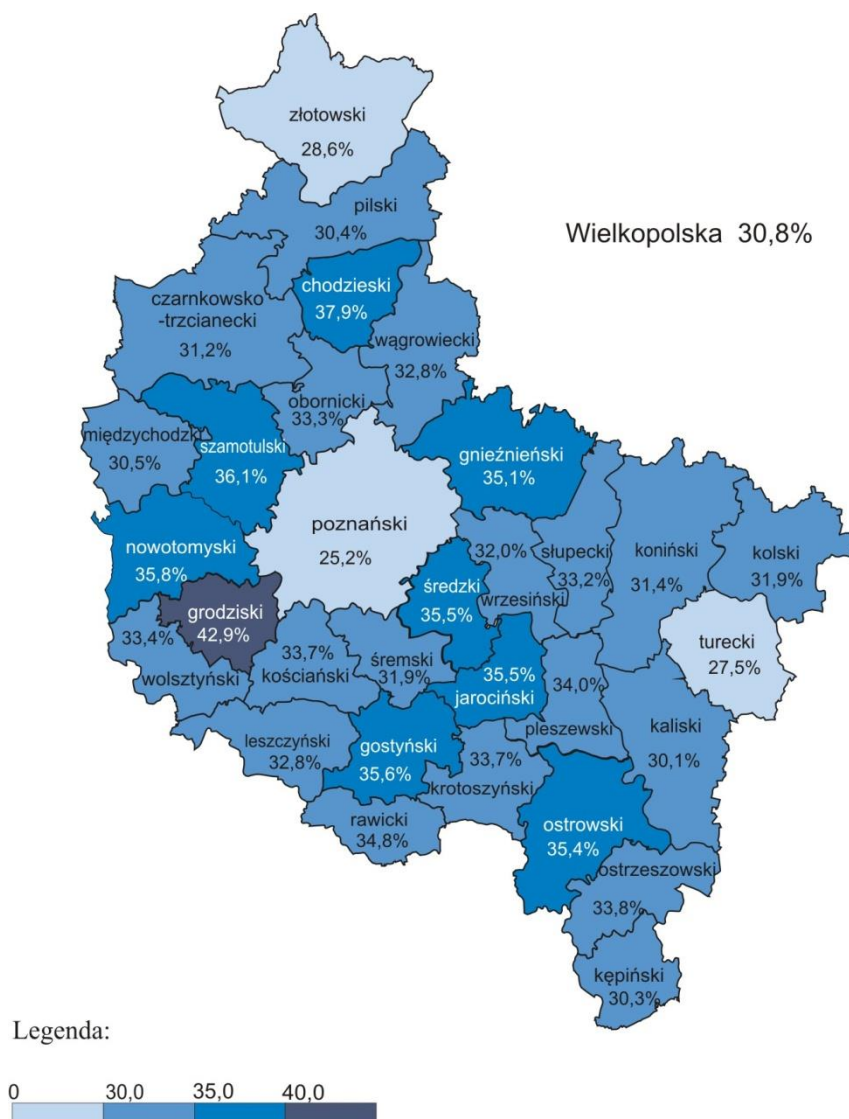 złotowski
28,6%
pilski
30,4%
Wielkopolska 30,8%
chodzieski
37,9%
czarnkowsko
-trzcianecki
31,2%
wągrowiecki
32,8%
obornicki
33,3%
międzychodzki
30,5%
szamotulski
36,1%
gnieźnieński
35,1%
poznański
25,2%
nowotomyski
35,8%
32,0%
wrzesiński
słupecki
33,2%
koniński
31,4%
kolski
31,9%
średzki
35,5%
grodziski
42,9%
turecki
27,5%
33,4%
wolsztyński
33,7%
kościański
śremski
31,9%
35,5%
jarociński
34,0%
pleszewski
kaliski
30,1%
leszczyński
32,8%
gostyński
35,6%
33,7%
krotoszyński
rawicki
34,8%
ostrowski
35,4%
ostrzeszowski
33,8%
kępiński
30,3%
Legenda:
0 30,0 35,0 40,0